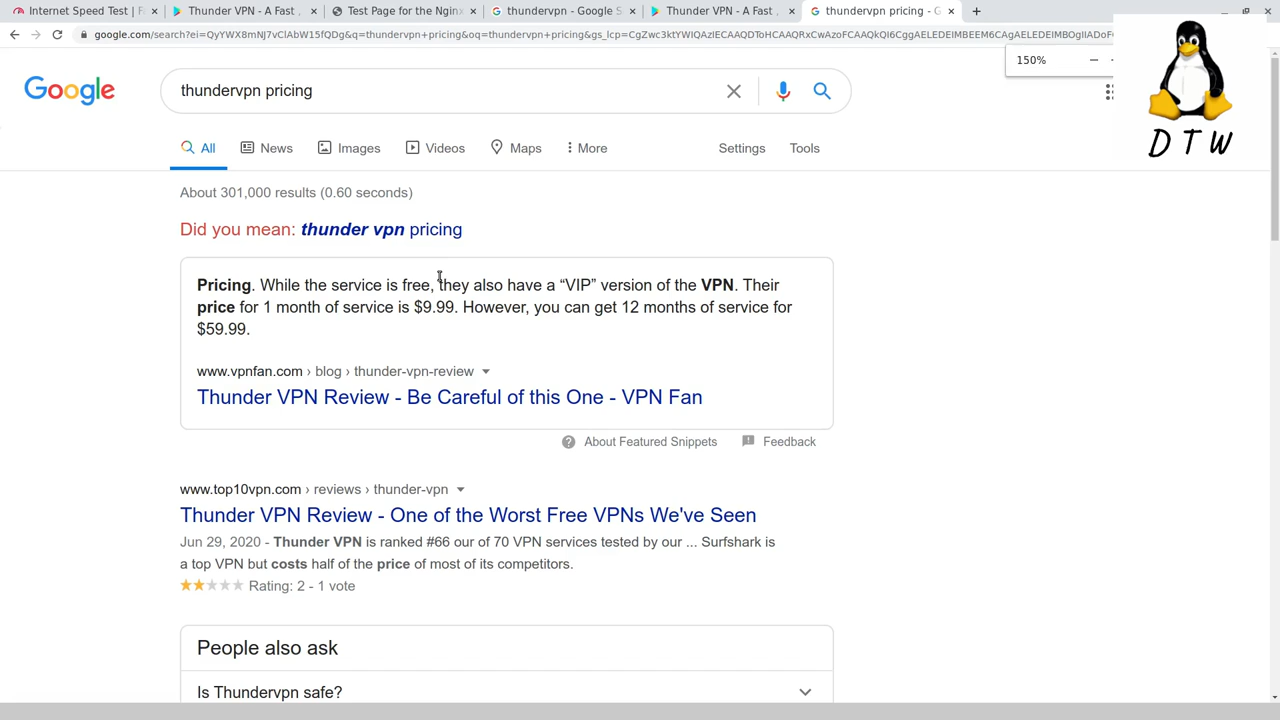 Internet Speed Test | F
Thunder VPN - A Fast,
Test Page for the Nginx
thundervpn - Google S
Thunder VPN - A Fast,
thundervpn pricing - G
google.com/search?ei=
150%
DTW
Google
thundervpn pricing
All
News
Images
Videos
Maps
More
Settings
Tools
About 301,000 results (0.60 seconds)
Did you mean: thunder vpn pricing
Pricing. While the service is free, they also have a “VIP” version of the VPN. Their
price for 1 month of service is $9.99. However, you can get 12 months of service for
$59.99.
www.vpnfan.com › blog › thunder-vpn-review
Thunder VPN Review - Be Careful of this One - VPN Fan
About Featured Snippets
Feedback
www.top10vpn.com › reviews › thunder-vpn
Thunder VPN Review - One of the Worst Free VPNs We've Seen
Jun 29, 2020 - Thunder VPN is ranked #66 our of 70 VPN services tested by our ... Surfshark is
a top VPN but costs half of the price of most of its competitors.
Rating: 2 - 1 vote
People also ask
Is Thundervpn safe?